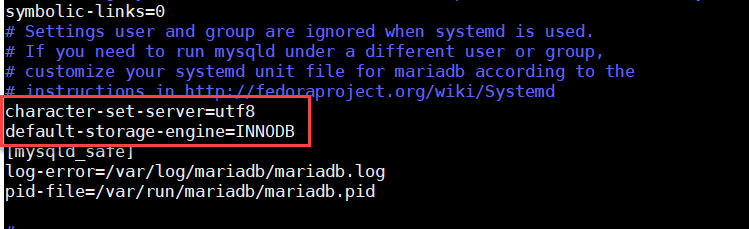 symbolic-links=0
# Settings user and group are ignored when systemd is used.
# If you need to run mysqld under a different user or group,
# customize your systemd unit file for mariadb according to the
# instructions in http://fedoraproject.org/wiki/Systemd
character-set-server=utf8
default-storage-engine=INNODB
[mysqld_safe]
log-error=/var/log/mariadb/mariadb.log
pid-file=/var/run/mariadb/mariadb.pid
#